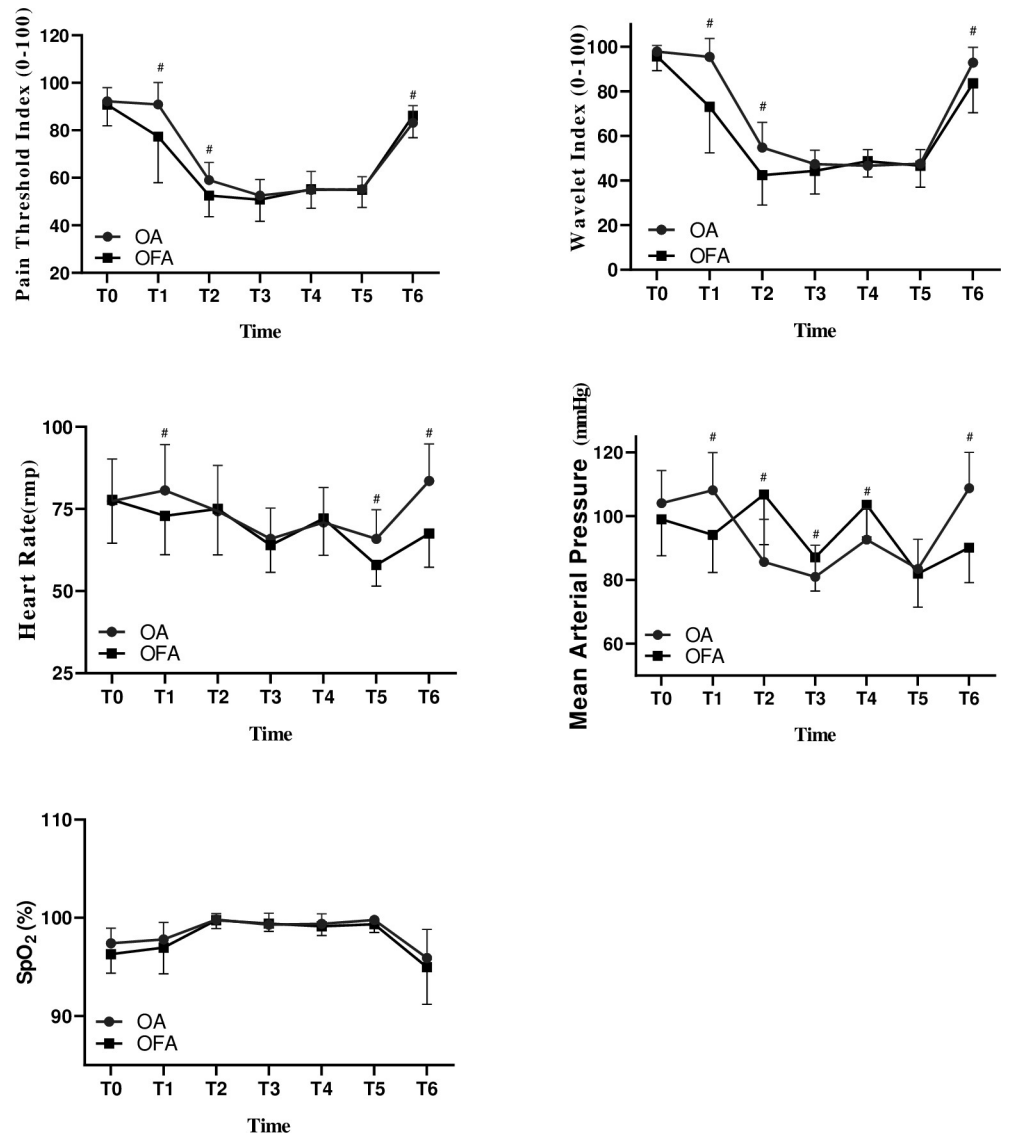 Pain Threshold Index (0-100)
120
100
80
60
40
20
#
#
#
OA
OFA
T0 T1 T2 T3 T4 T5 T6
Time
Wavelet Index (0-100)
100
80
60
40
20
0
#
#
#
OA
OFA
T0 T1 T2 T3 T4 T5 T6
Time
Heart Rate(rmp)
100
75
50
25
#
#
#
OA
OFA
T0 T1 T2 T3 T4 T5 T6
Time
Mean Arterial Pressure (mmHg)
120
100
80
60
#
#
#
#
#
OA
OFA
T0 T1 T2 T3 T4 T5 T6
Time
SpO₂ (%)
110
100
90
OA
OFA
T0 T1 T2 T3 T4 T5 T6
Time